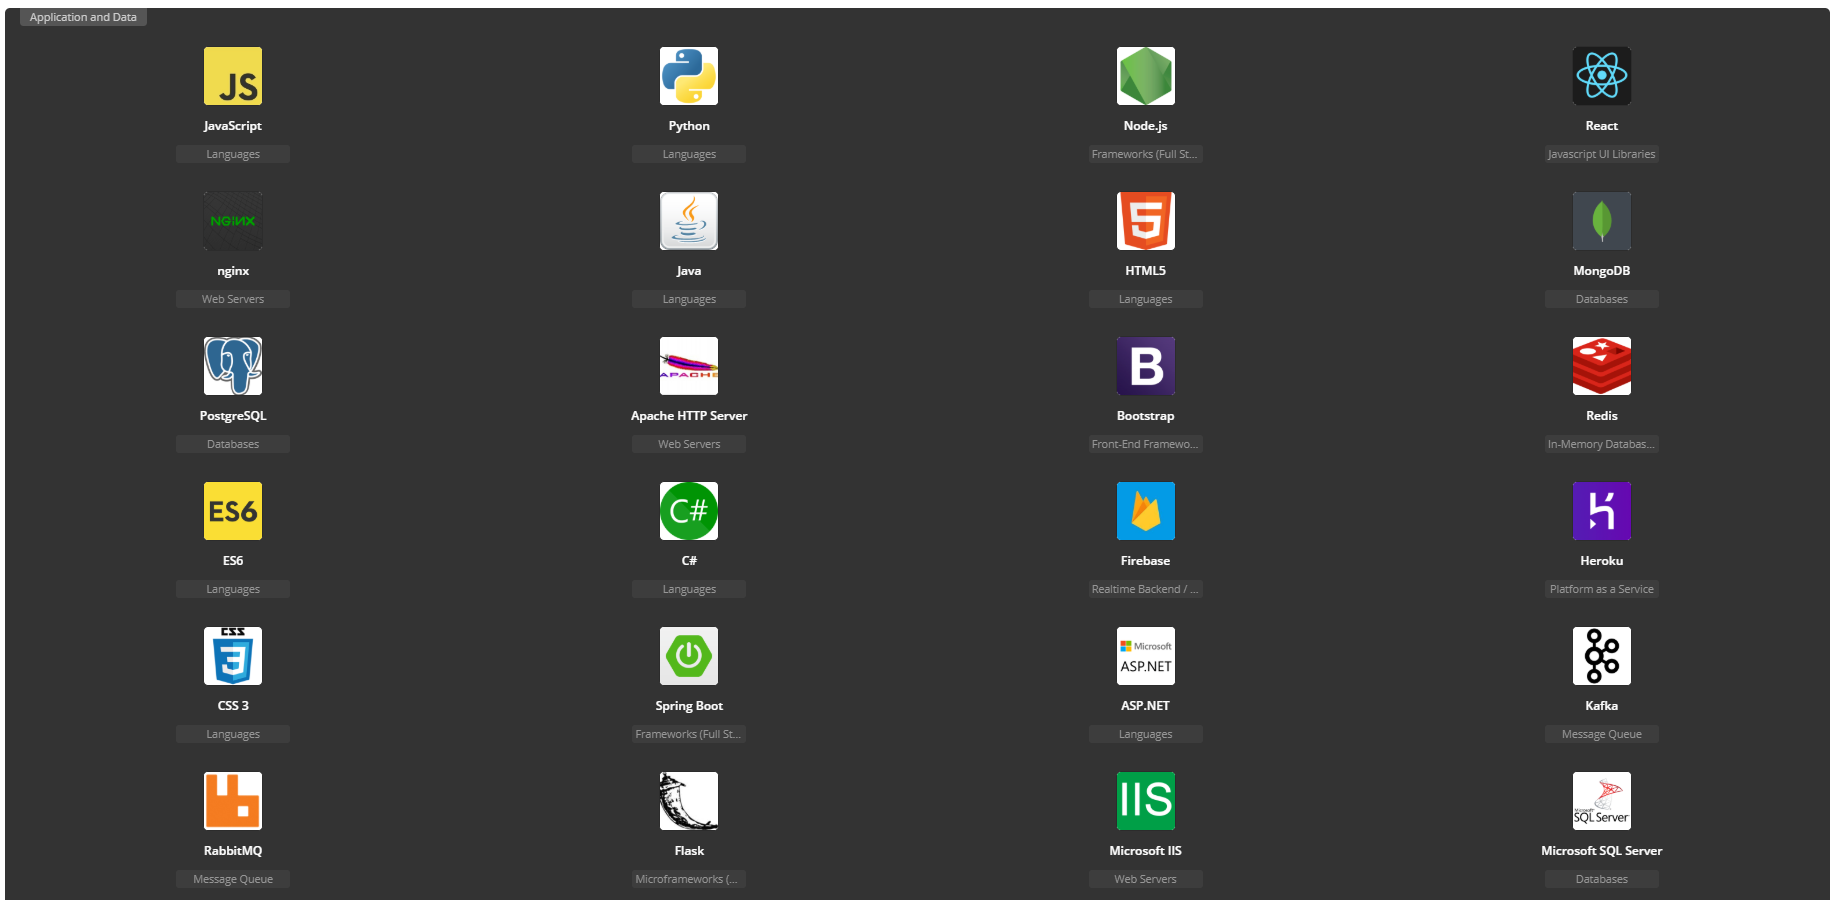 Application and Data
JS
JavaScript
Languages
Python
Languages
Node.js
Frameworks (Full St...
React
Javascript UI Libraries
NGINX
nginx
Web Servers
Java
Languages
5
HTML5
Languages
MongoDB
Databases
PostgreSQL
Databases
APACHE
Apache HTTP Server
Web Servers
B
Bootstrap
Front-End Framewo...
Redis
In-Memory Databas...
ES6
ES6
Languages
C#
C#
Languages
Firebase
Realtime Backend / ...
Heroku
Platform as a Service
CSS
3
CSS 3
Languages
Spring Boot
Frameworks (Full St...
Microsoft
ASP.NET
ASP.NET
Languages
Kafka
Message Queue
RabbitMQ
Message Queue
Flask
Microframeworks (...
IIS
Microsoft IIS
Web Servers
Microsoft
SQL Server
Microsoft SQL Server
Databases